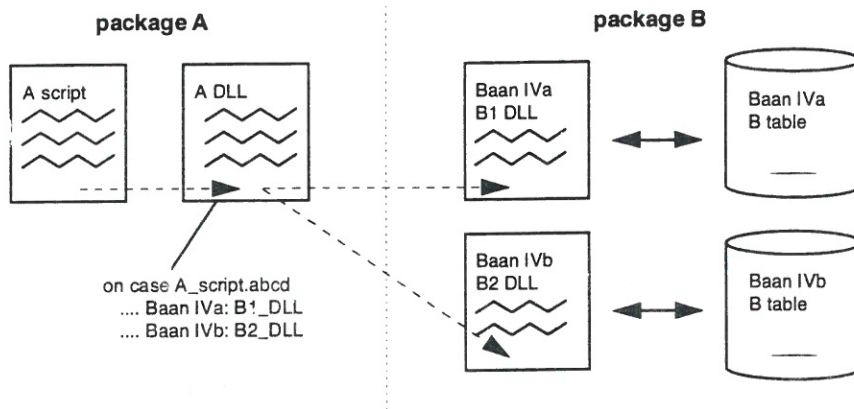 package A
package B
A script
A DLL
Baan IVa
B1 DLL
Baan IVa
B table
on case A_script.abcd
.... Baan IVa: B1_DLL
.... Baan IVb: B2_DLL
Baan IVb
B2 DLL
Baan IVb
B table